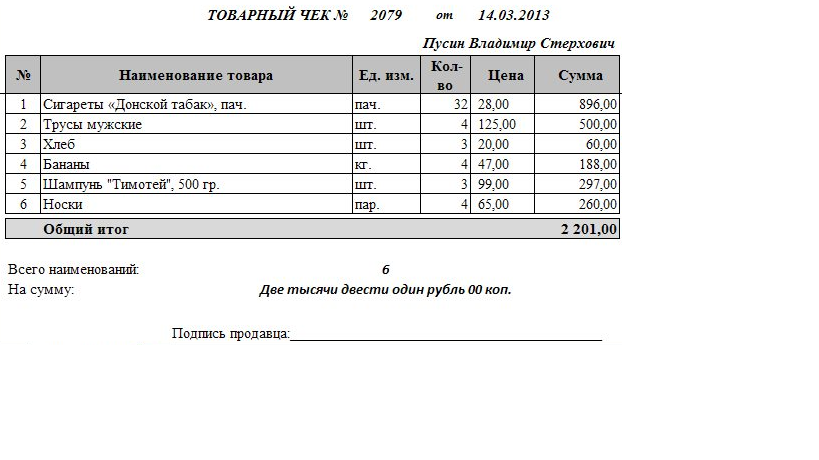 ТОВАРНЫЙ ЧЕК № 2079 от 14.03.2013
Пусин Владимир Стерхович
№ Наименование товара Ед. изм. Кол-во Цена Сумма
1 Сигареты «Донской табак», пач. пач. 32 28,00 896,00
2 Трусы мужские шт. 4 125,00 500,00
3 Хлеб шт. 3 20,00 60,00
4 Бананы кг. 4 47,00 188,00
5 Шампунь "Тимотей", 500 гр. шт. 3 99,00 297,00
6 Носки пар. 4 65,00 260,00
Общий итог 2 201,00
Всего наименований: 6
На сумму: Две тысячи двести один рубль 00 коп.
Подпись продавца: